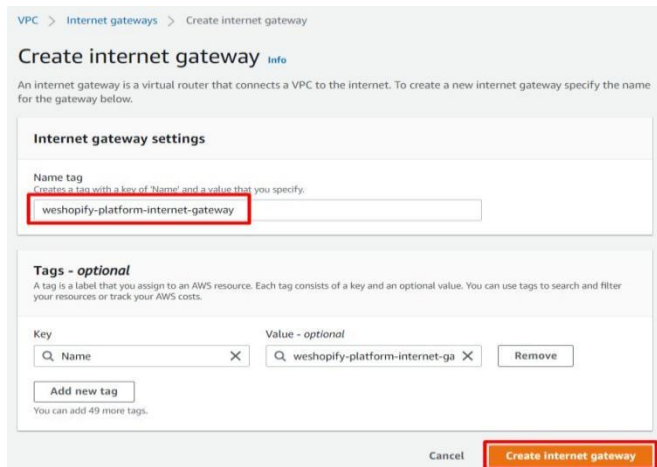 VPC > Internet gateways > Create internet gateway
Create internet gateway Info
An internet gateway is a virtual router that connects a VPC to the internet. To create a new internet gateway specify the name
for the gateway below.
Internet gateway settings
Name tag
Creates a tag with a key of 'Name' and a value that you specify.
weshopify-platform-internet-gateway
Tags - optional
A tag is a label that you assign to an AWS resource. Each tag consists of a key and an optional value. You can use tags to search and filter
your resources or track your AWS costs.
Key Value - optional
Name weshopify-platform-internet-ga Remove
Add new tag
You can add 49 more tags.
Cancel Create internet gateway